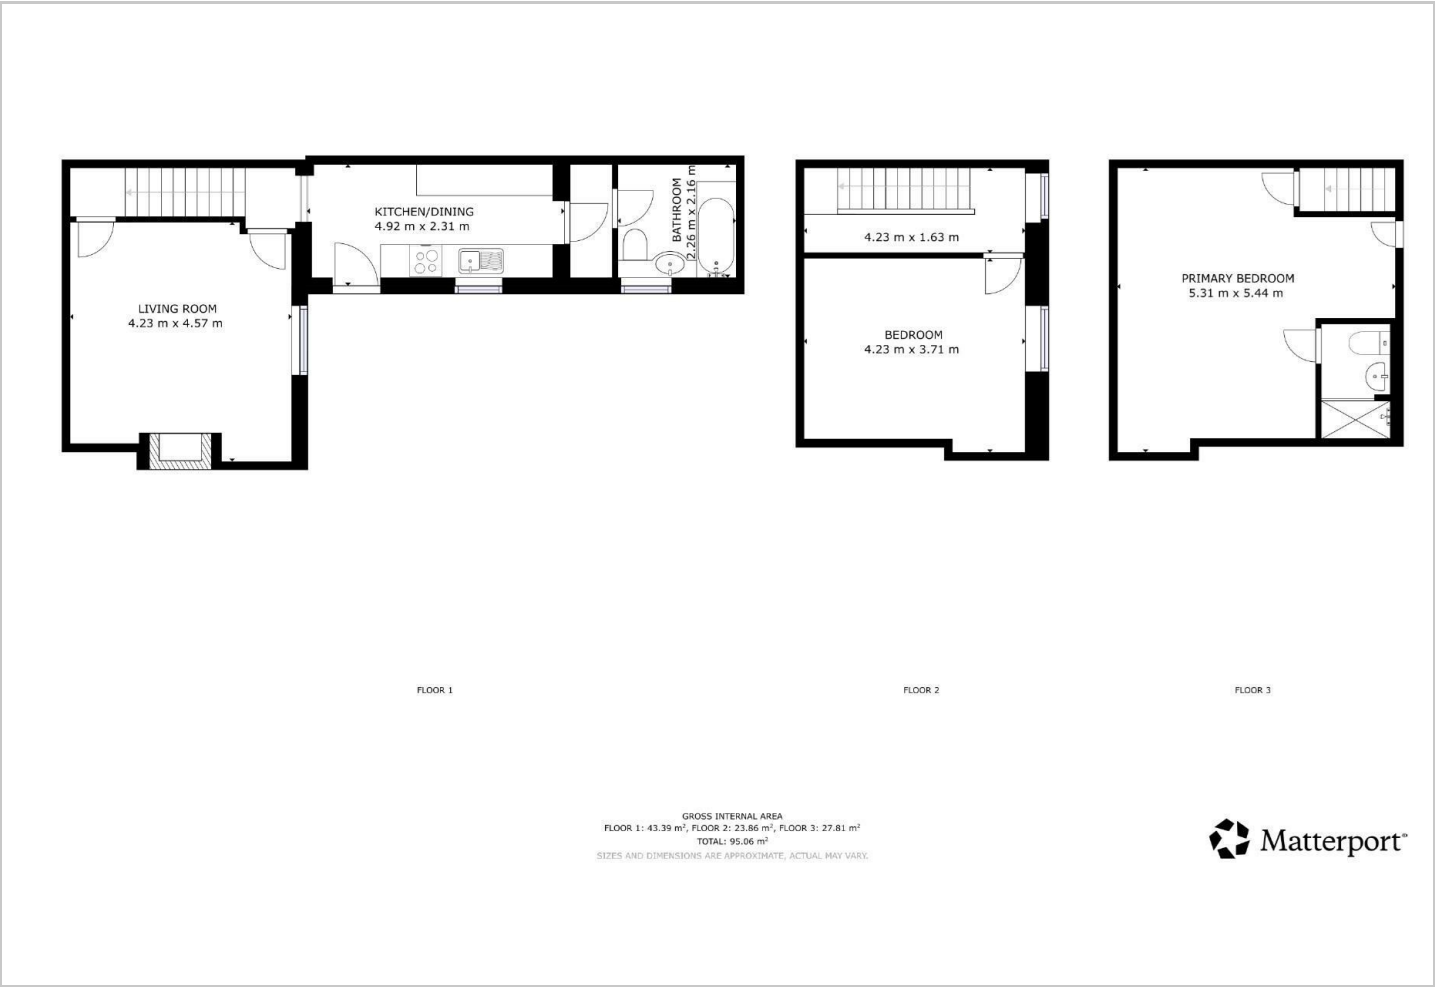 KITCHEN/DINING
4.92 m x 2.31 m
BATHROOM
2.26 m x 2.16 m
LIVING ROOM
4.23 m x 4.57 m
4.23 m x 1.63 m
BEDROOM
4.23 m x 3.71 m
PRIMARY BEDROOM
5.31 m x 5.44 m
FLOOR 1
FLOOR 2
FLOOR 3
GROSS INTERNAL AREA
FLOOR 1: 43.39 m², FLOOR 2: 23.86 m², FLOOR 3: 27.81 m²
TOTAL: 95.06 m²
SIZES AND DIMENSIONS ARE APPROXIMATE, ACTUAL MAY VARY.
Matterport